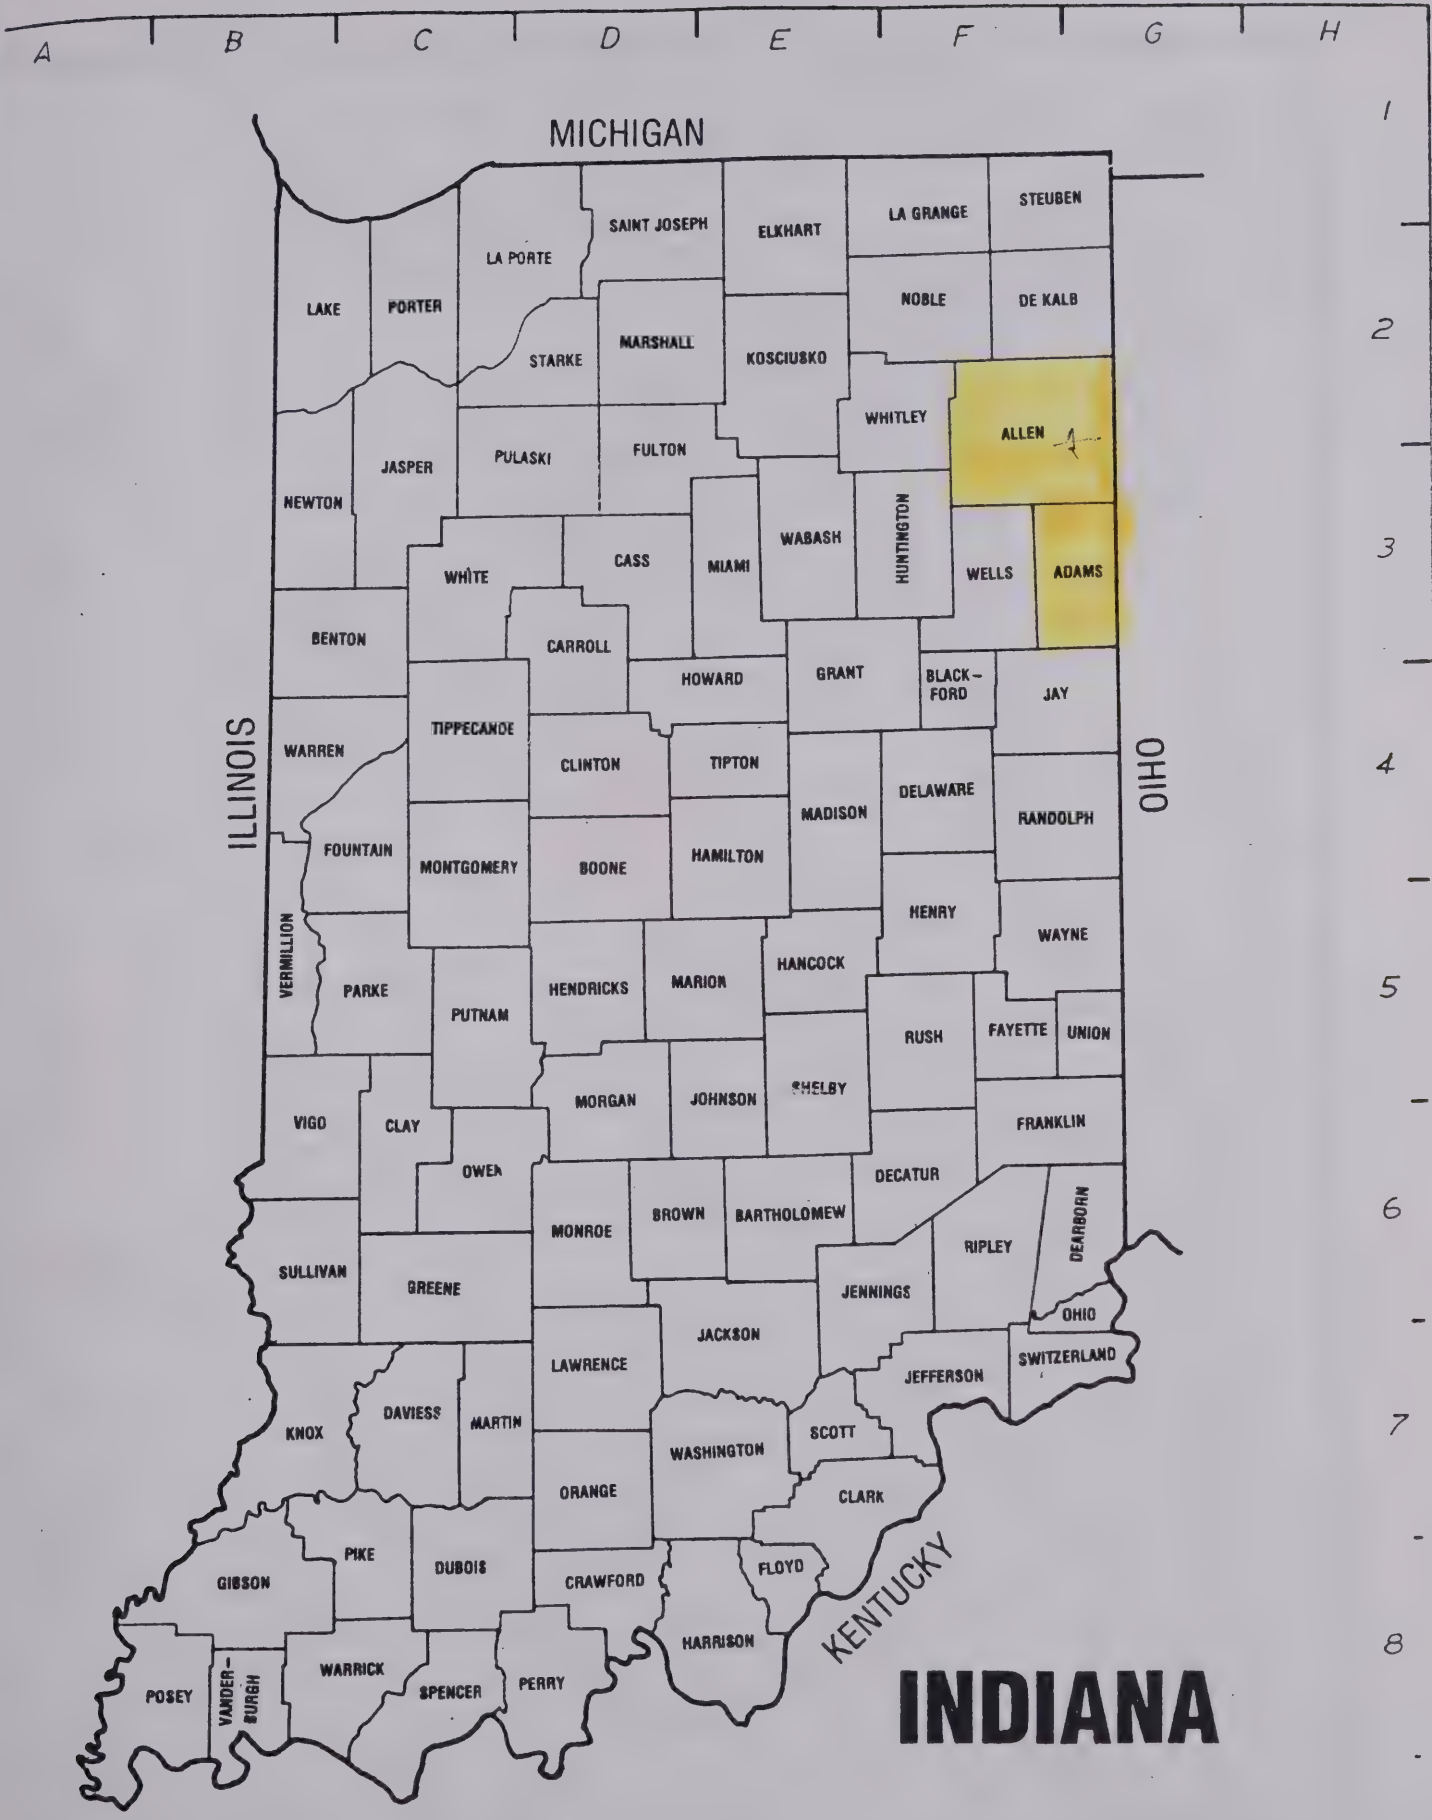 A B C D E F G H
1
MICHIGAN
STEUBEN
LA GRANGE
SAINT JOSEPH
ELKHART
LA PORTE
LAKE
PORTER
NOBLE
DE KALB
2
MARSHALL
STARKE
KOSCIUSKO
WHITLEY
ALLEN
JASPER
PULASKI
FULTON
NEWTON
WABASH
HUNTINGTON
3
WHITE
CASS
MIAMI
WELLS
ADAMS
BENTON
CARROLL
HOWARD
GRANT
BLACK-
FORD
JAY
ILLINOIS
WARREN
TIPPECANOE
CLINTON
TIPTON
OHIO
4
MADISON
DELAWARE
RANDOLPH
FOUNTAIN
MONTGOMERY
BOONE
HAMILTON
HENRY
VERMILLION
WAYNE
PARKE
HENDRICKS
MARION
HANCOCK
5
PUTNAM
RUSH
FAYETTE
UNION
VIGO
CLAY
MORGAN
JOHNSON
SHELBY
FRANKLIN
OWEN
DECATUR
MONROE
BROWN
BARTHOLOMEW
6
DEARBORN
RIPLEY
SULLIVAN
GREENE
JENNINGS
OHIO
JACKSON
LAWRENCE
JEFFERSON
SWITZERLAND
KNOX
DAVIESS
MARTIN
SCOTT
7
WASHINGTON
ORANGE
CLARK
PIKE
DUBOIS
GIBSON
CRAWFORD
FLOYD
KENTUCKY
HARRISON
8
POSEY
VANDER-
BURGH
WARRICK
SPENCER
PERRY
INDIANA